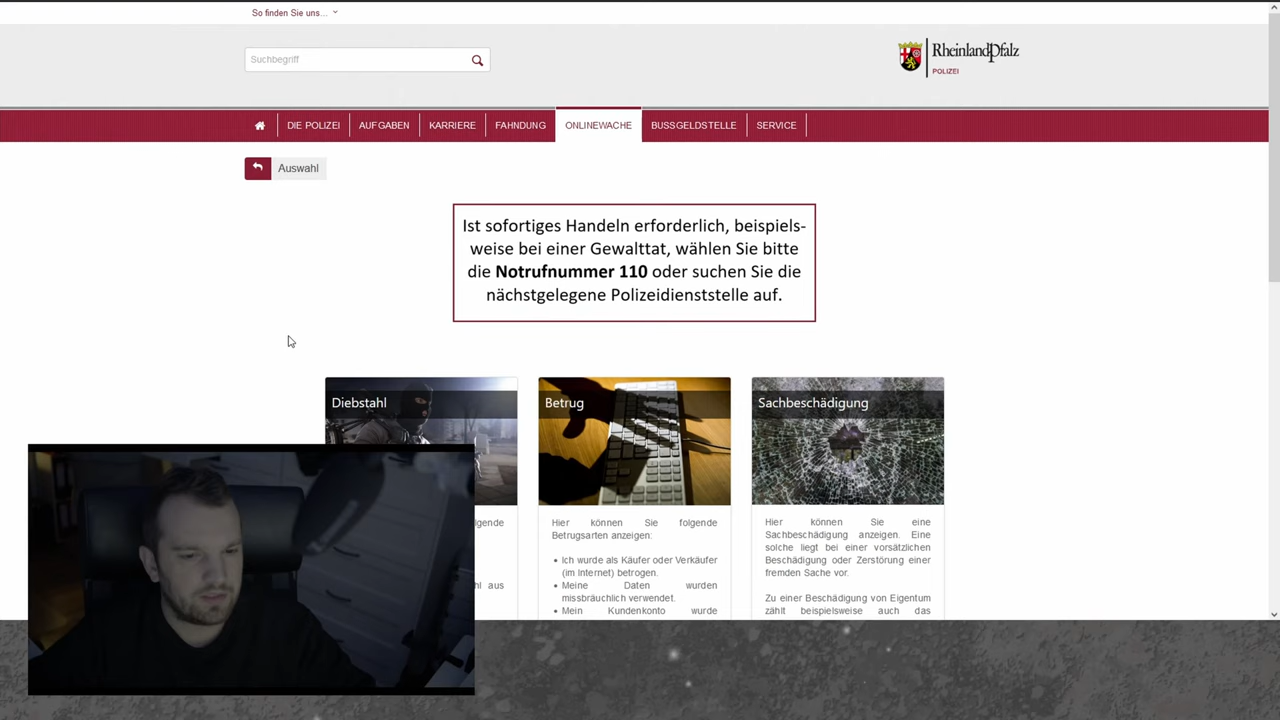 So finden Sie uns...
Suchbegriff
RheinlandPfalz
POLIZEI
DIE POLIZEI
AUFGABEN
KARRIERE
FAHNDUNG
ONLINEWACHE
BUSSGELDSTELLE
SERVICE
Auswahl
Ist sofortiges Handeln erforderlich, beispiels-
weise bei einer Gewalttat, wählen Sie bitte
die Notrufnummer 110 oder suchen Sie die
nächstgelegene Polizeidienststelle auf.
Diebstahl
Betrug
Hier können Sie folgende
Betrugsarten anzeigen:
• Ich wurde als Käufer oder Verkäufer
(im Internet) betrogen.
• Meine Daten wurden
missbräuchlich verwendet.
• Mein Kundenkonto wurde
Sachbeschädigung
Hier können Sie eine
Sachbeschädigung anzeigen. Eine
solche liegt bei einer vorsätzlichen
Beschädigung oder Zerstörung einer
fremden Sache vor.
Zu einer Beschädigung von Eigentum
zählt beispielsweise auch das